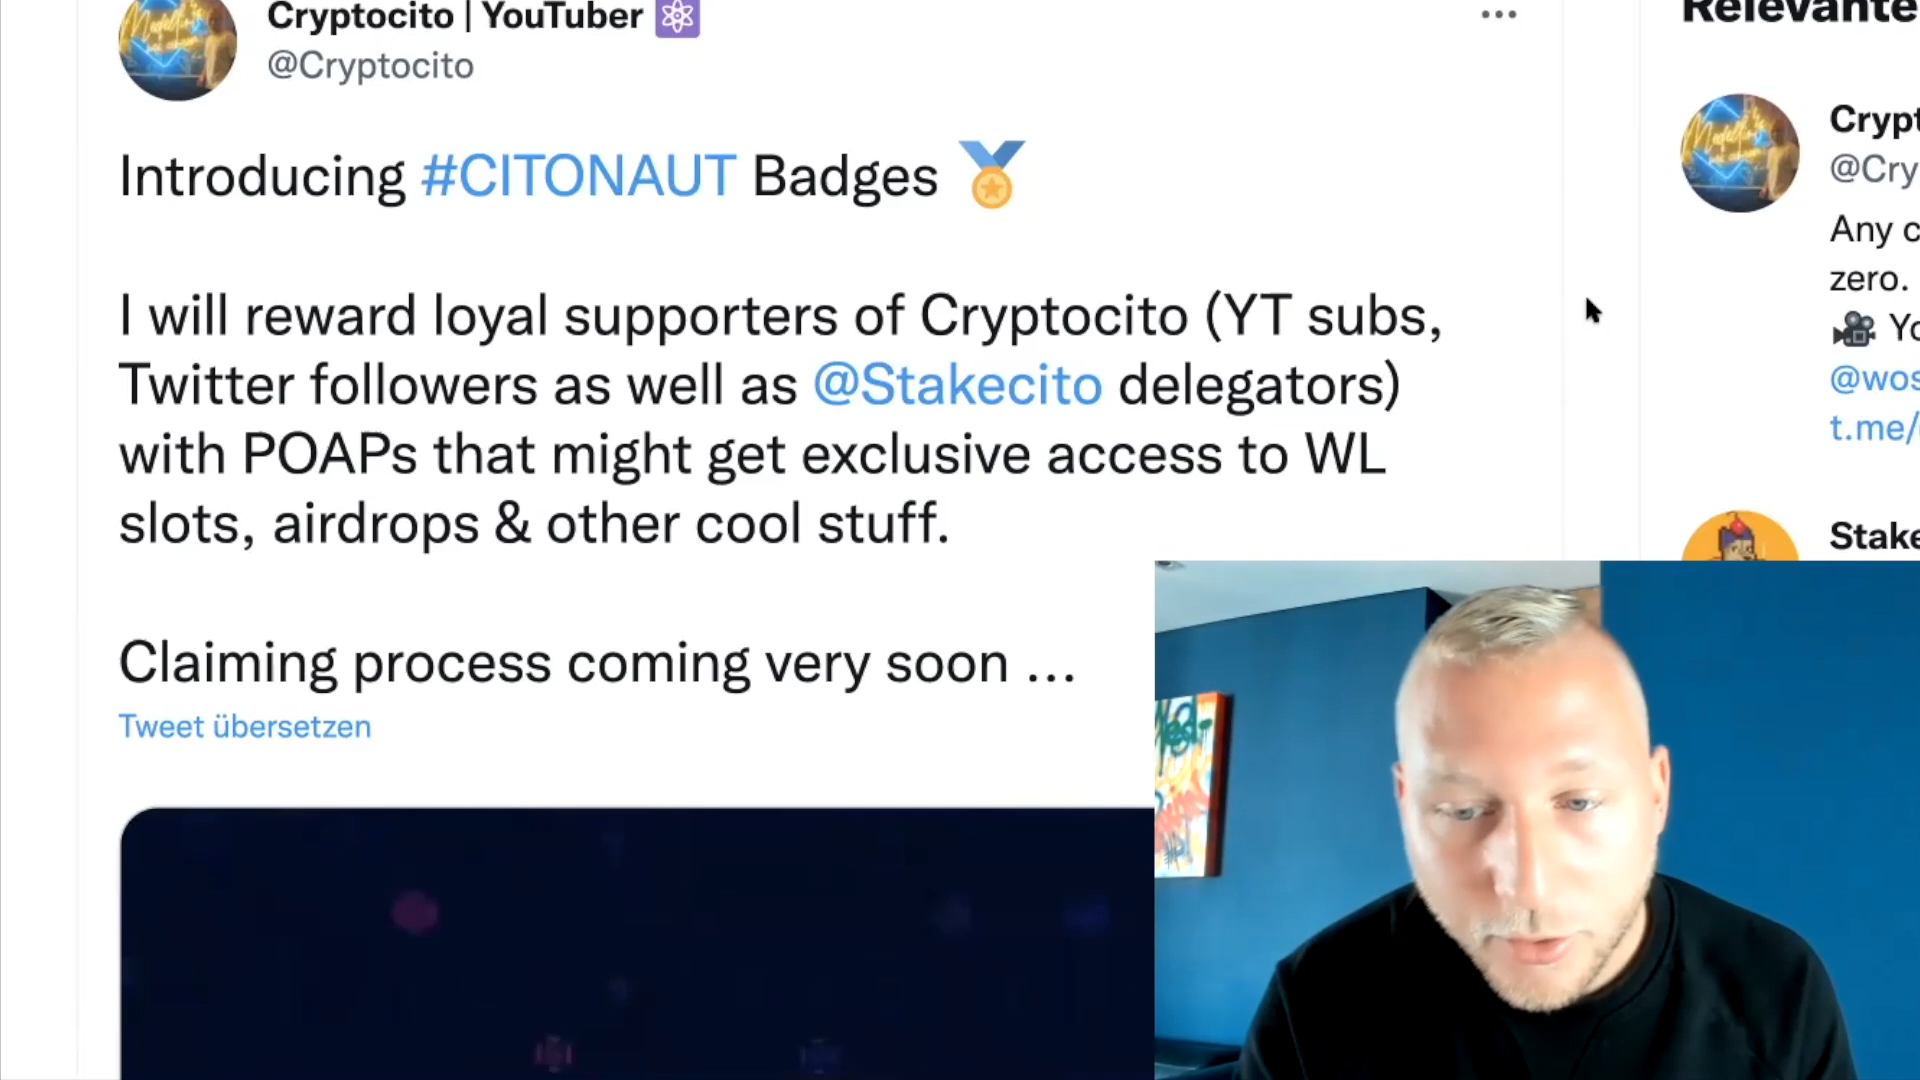 Cryptocito | YouTuber
@Cryptocito
Introducing #CITONAUT Badges
I will reward loyal supporters of Cryptocito (YT subs,
Twitter followers as well as @Stakecito delegators)
with POAPs that might get exclusive access to WL
slots, airdrops & other cool stuff.
Claiming process coming very soon ...
Tweet übersetzen
Relevante
Crypt
@Cry
Any c
zero.
Yo
@wos
t.me/
Stake